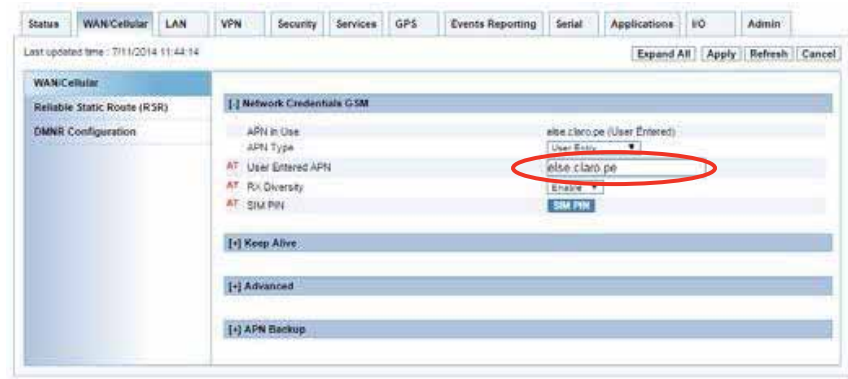 Status WAN/Cellular LAN VPN Security Services GPS Events Reporting Serial Applications I/O Admin
Last updated time : 7/11/2014 11:44:14 Expand All Apply Refresh Cancel
WAN/Cellular
Reliable Static Route (RSR)
DMNR Configuration
[-] Network Credentials GSM
APN in Use else.claro.pe (User Entered)
APN Type User Entry
AT User Entered APN else.claro.pe
AT RX Diversity Enable
AT SIM PIN SIM PIN
[+] Keep Alive
[+] Advanced
[+] APN Backup